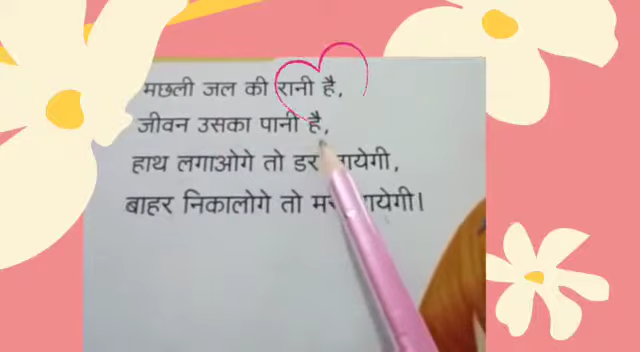 मछली जल की रानी है,
जीवन उसका पानी है,
हाथ लगाओगे तो डर
बाहर निकालोगे तो